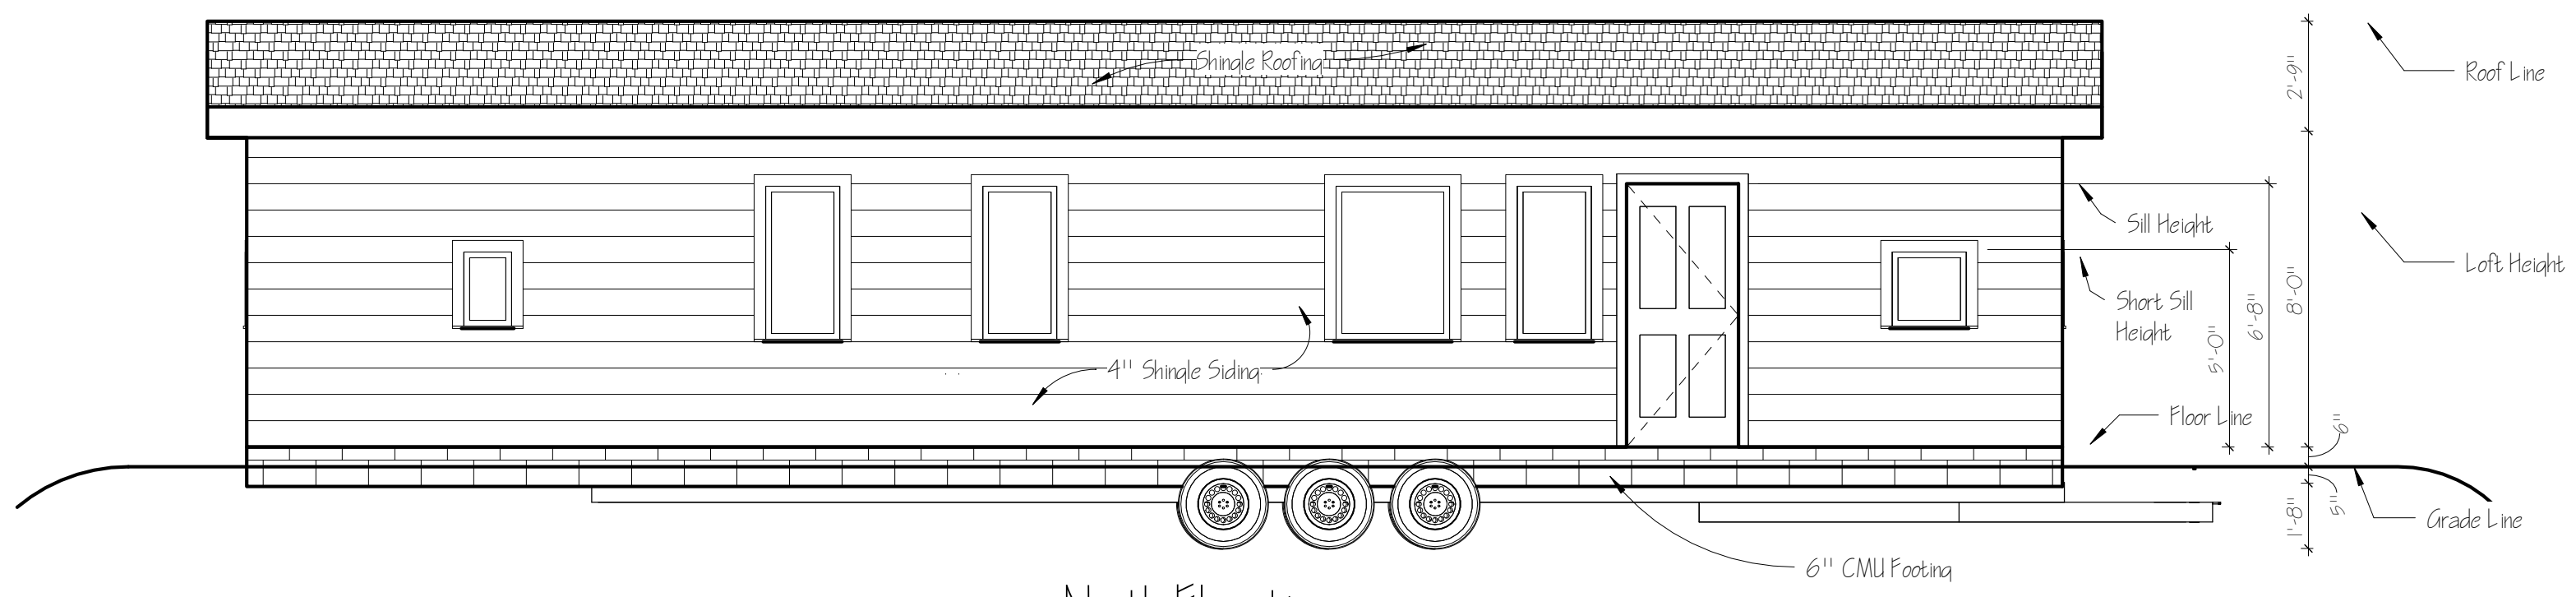 Shingle Roofing
2'-9"
Roof Line
Sill Height
Loft Height
8'-0"
Short Sill
Height
6'-8"
5'-0"
4" Shingle Siding
Floor Line
6"
5"
1'-8"
Grade Line
6" CMU Footing